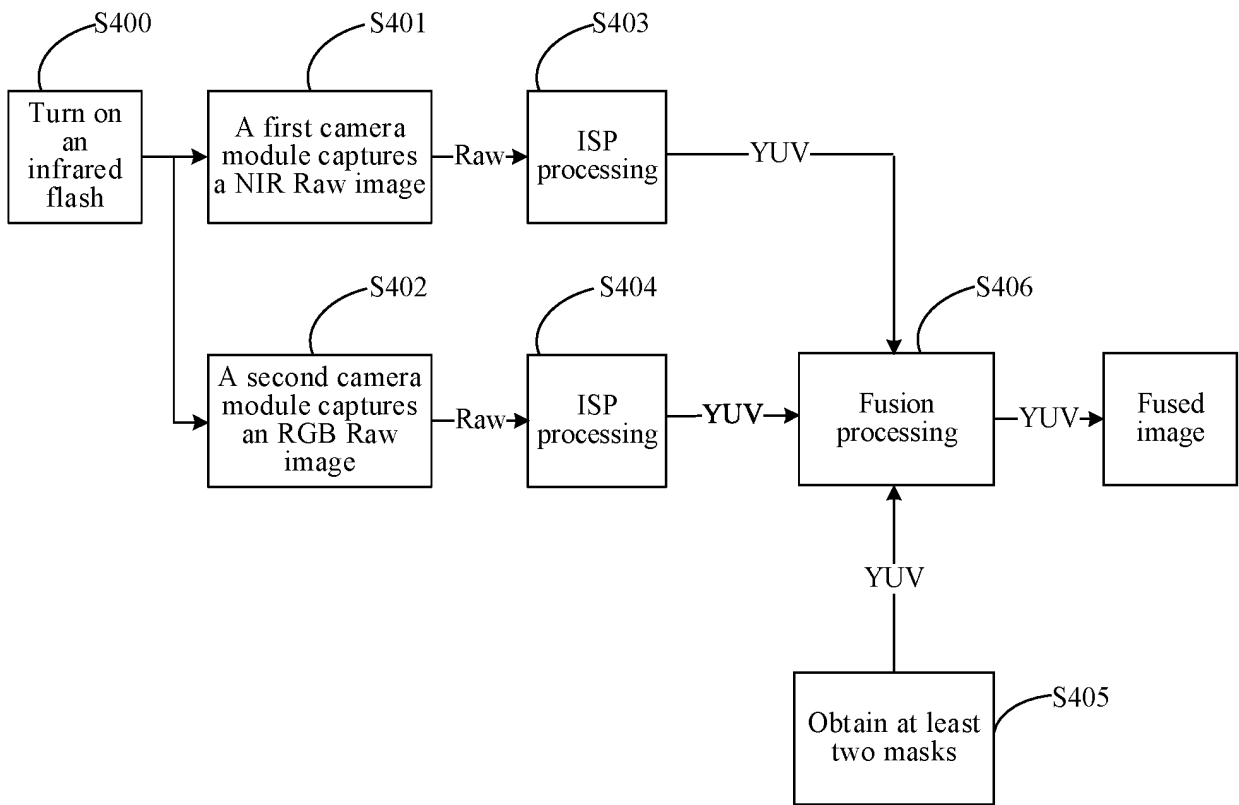 S400
S401
S403
Turn on
an
infrared
flash
A first camera
module captures
a NIR Raw image
Raw
ISP
processing
YUV
S402
S404
S406
A second camera
module captures
an RGB Raw
image
Raw
ISP
processing
YUV
Fusion
processing
YUV
Fused
image
YUV
S405
Obtain at least
two masks